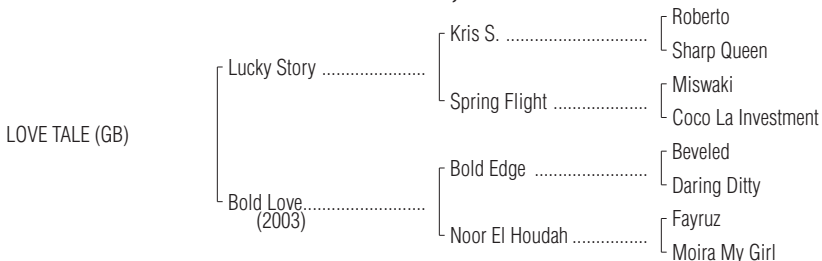 Roberto
Kris S. ..............................
Sharp Queen
Lucky Story ......................
Miswaki
Spring Flight ....................
Coco La Investment
LOVE TALE (GB)
Beveled
Bold Edge ........................
Daring Ditty
Bold Love..........................
(2003)
Fayruz
Noor El Houdah ................
Moira My Girl